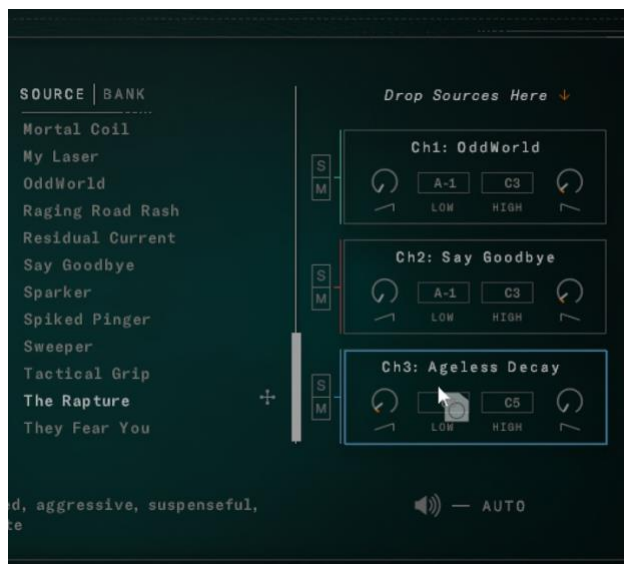 SOURCE | BANK
Mortal Coil
My Laser
OddWorld
Raging Road Rash
Residual Current
Say Goodbye
Sparker
Spiked Pinger
Sweeper
Tactical Grip
The Rapture
They Fear You
ed, aggressive, suspenseful,
te
Drop Sources Here ↓
S
M
Ch1: OddWorld
A-1 C3
LOW HIGH
S
M
Ch2: Say Goodbye
A-1 C3
LOW HIGH
S
M
Ch3: Ageless Decay
C5
LOW HIGH
— AUTO